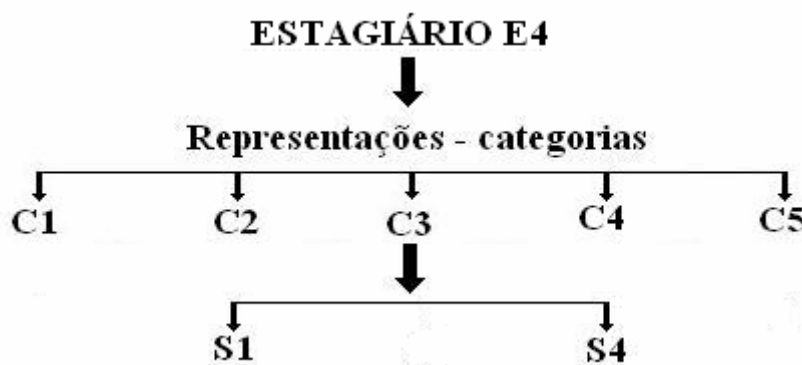 ESTAGIÁRIO E4
Representações - categorias
C1 C2 C3 C4 C5
S1 S4